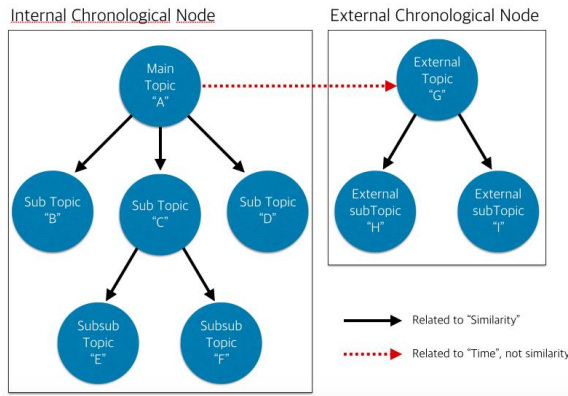 Internal Chronological Node
External Chronological Node
Main
Topic
"A"
External
Topic
"G"
Sub Topic
"B"
Sub Topic
"C"
Sub Topic
"D"
External
subTopic
"H"
External
subTopic
"I"
Subsub
Topic
"E"
Subsub
Topic
"F"
Related to "Similarity"
Related to "Time", not similarity